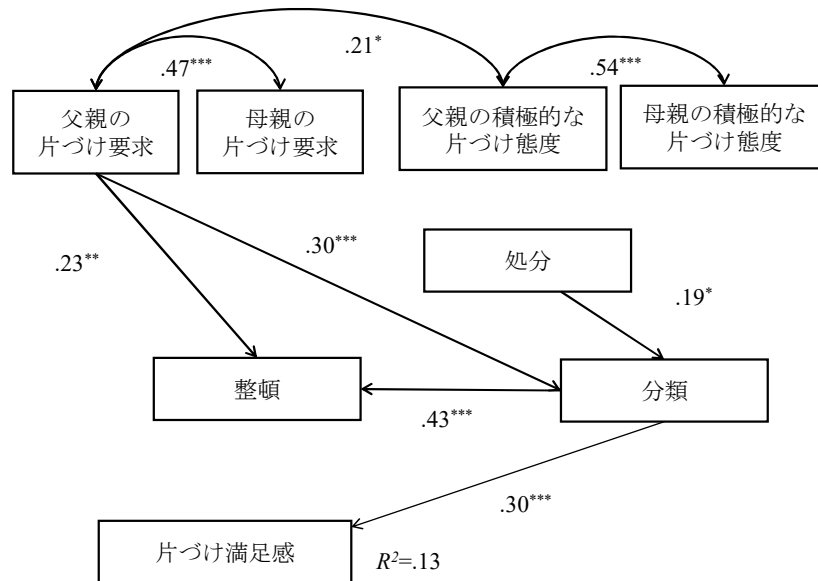 .21*
.47***
.54***
父親の
片づけ要求
母親の
片づけ要求
父親の積極的な
片づけ態度
母親の積極的な
片づけ態度
.23**
.30***
処分
.19*
整頓
分類
.43***
.30***
片づけ満足感
R²=.13